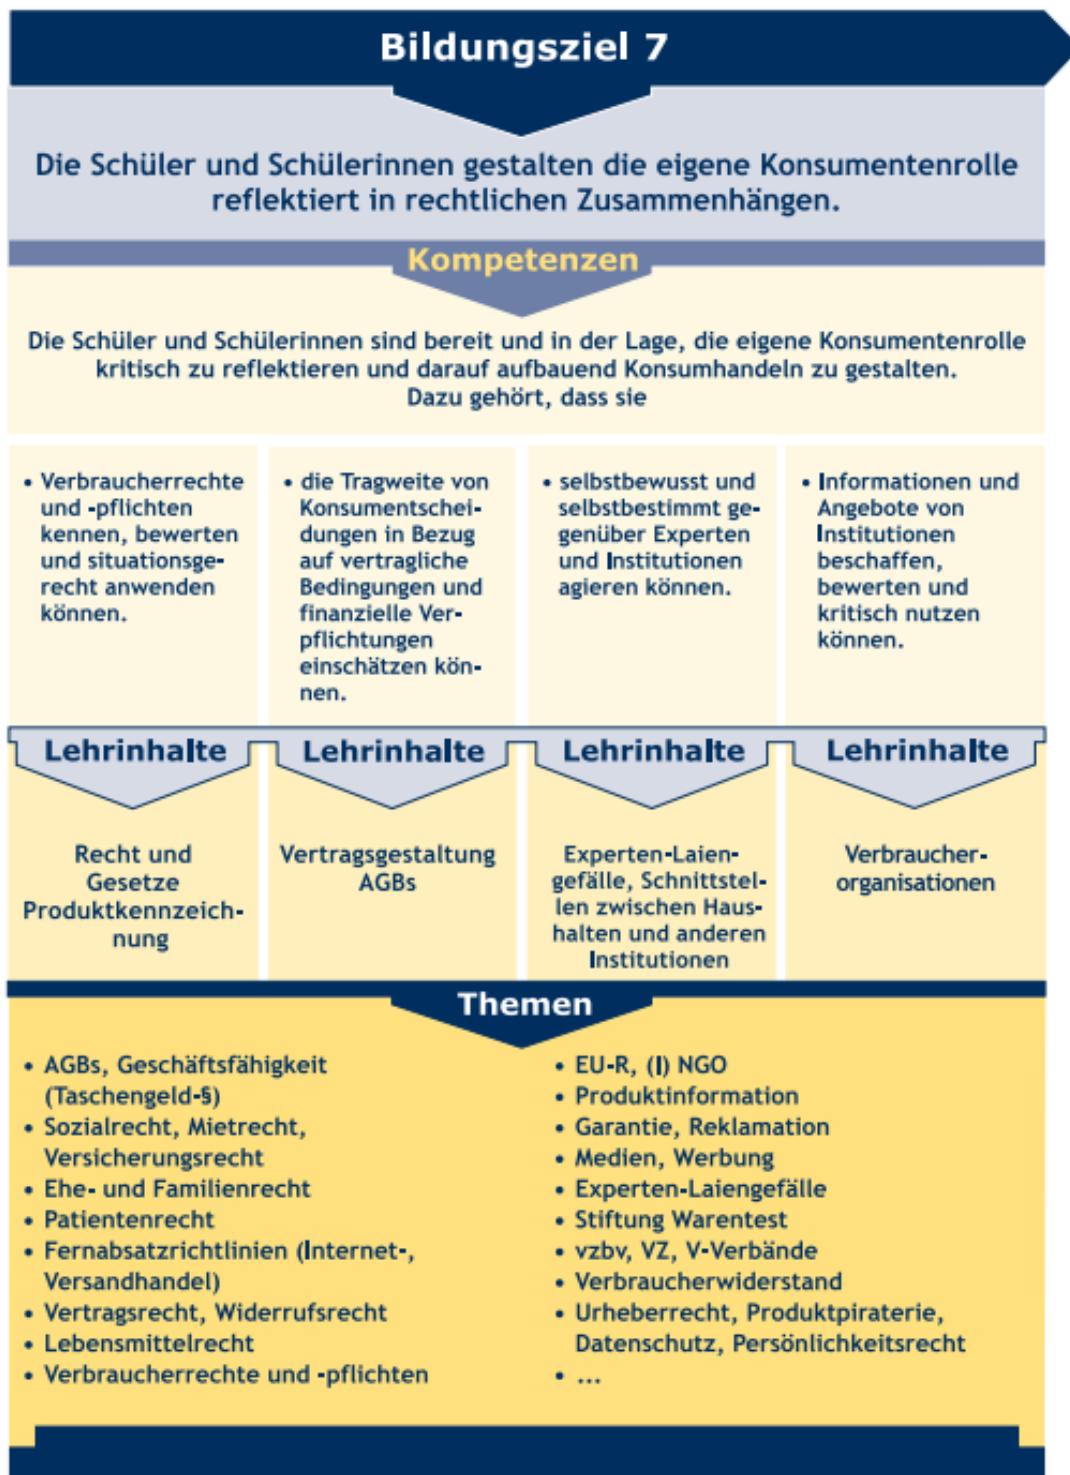 Bildungsziel 7
Die Schüler und Schülerinnen gestalten die eigene Konsumentenrolle
reflektiert in rechtlichen Zusammenhängen.
Kompetenzen
Die Schüler und Schülerinnen sind bereit und in der Lage, die eigene Konsumentenrolle
kritisch zu reflektieren und darauf aufbauend Konsumhandeln zu gestalten.
Dazu gehört, dass sie
• Verbraucherrechte
und -pflichten
kennen, bewerten
und situationsge-
recht anwenden
können.
• die Tragweite von
Konsumentschei-
dungen in Bezug
auf vertragliche
Bedingungen und
finanzielle Ver-
pflichtungen
einschätzen kön-
nen.
• selbstbewusst und
selbstbestimmt ge-
genüber Experten
und Institutionen
agieren können.
• Informationen und
Angebote von
Institutionen
beschaffen,
bewerten und
kritisch nutzen
können.
Lehrinhalte
Recht und
Gesetze
Produktkennzeich-
nung
Lehrinhalte
Vertragsgestaltung
AGBs
Lehrinhalte
Experten-Laien-
gefälle, Schnittstel-
len zwischen Haus-
halten und anderen
Institutionen
Lehrinhalte
Verbraucher-
organisationen
Themen
• AGBs, Geschäftsfähigkeit
(Taschengeld-§)
• Sozialrecht, Mietrecht,
Versicherungsrecht
• Ehe- und Familienrecht
• Patientenrecht
• Fernabsatzrichtlinien (Internet-,
Versandhandel)
• Vertragsrecht, Widerrufsrecht
• Lebensmittelrecht
• Verbraucherrechte und -pflichten
• EU-R, (I) NGO
• Produktinformation
• Garantie, Reklamation
• Medien, Werbung
• Experten-Laiengefälle
• Stiftung Warentest
• vzbv, VZ, V-Verbände
• Verbraucherwiderstand
• Urheberrecht, Produktpiraterie,
Datenschutz, Persönlichkeitsrecht
• ...